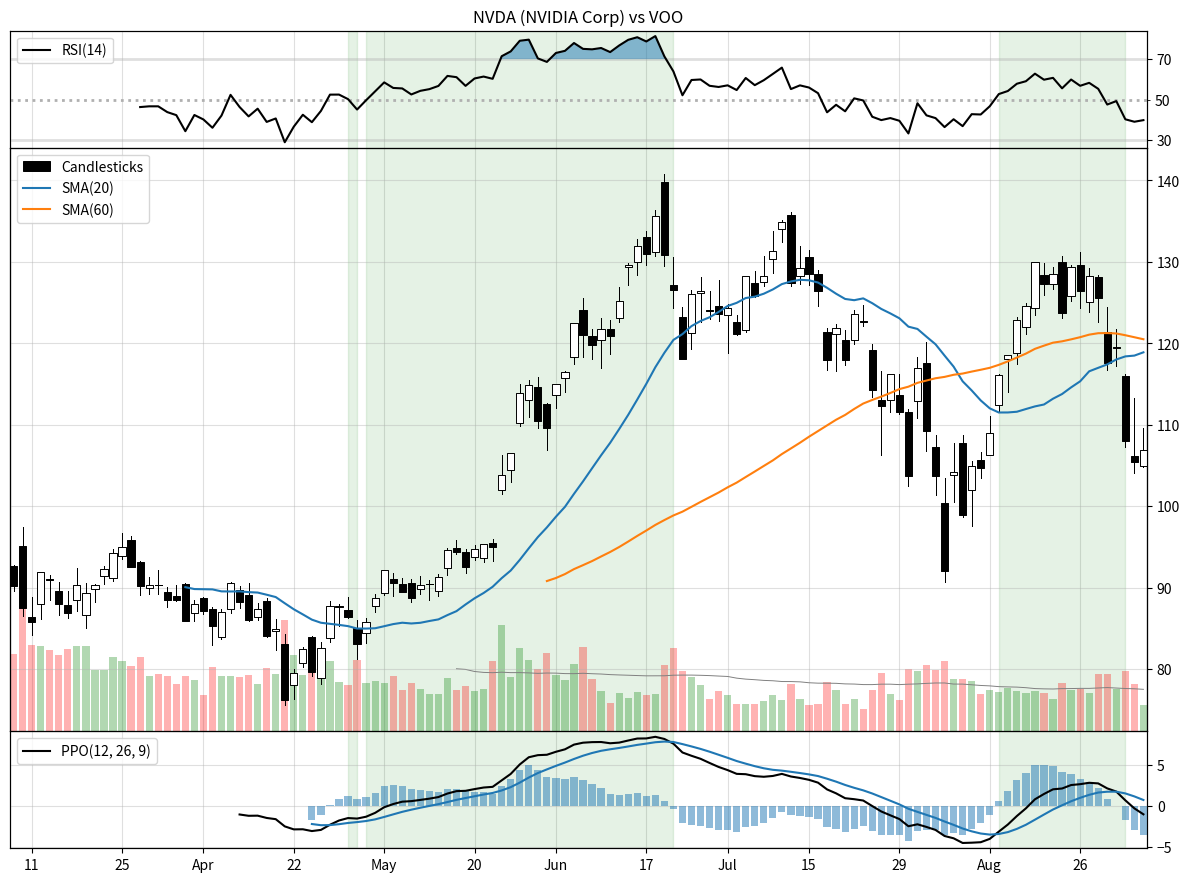 NVDA (NVIDIA Corp) vs VOO
RSI(14)
70
50
30
Candlesticks
SMA(20)
SMA(60)
140
130
120
110
100
90
80
PPO(12, 26, 9)
5
0
−5
11 25 Apr 22 May 20 Jun 17 Jul 15 29 Aug 26